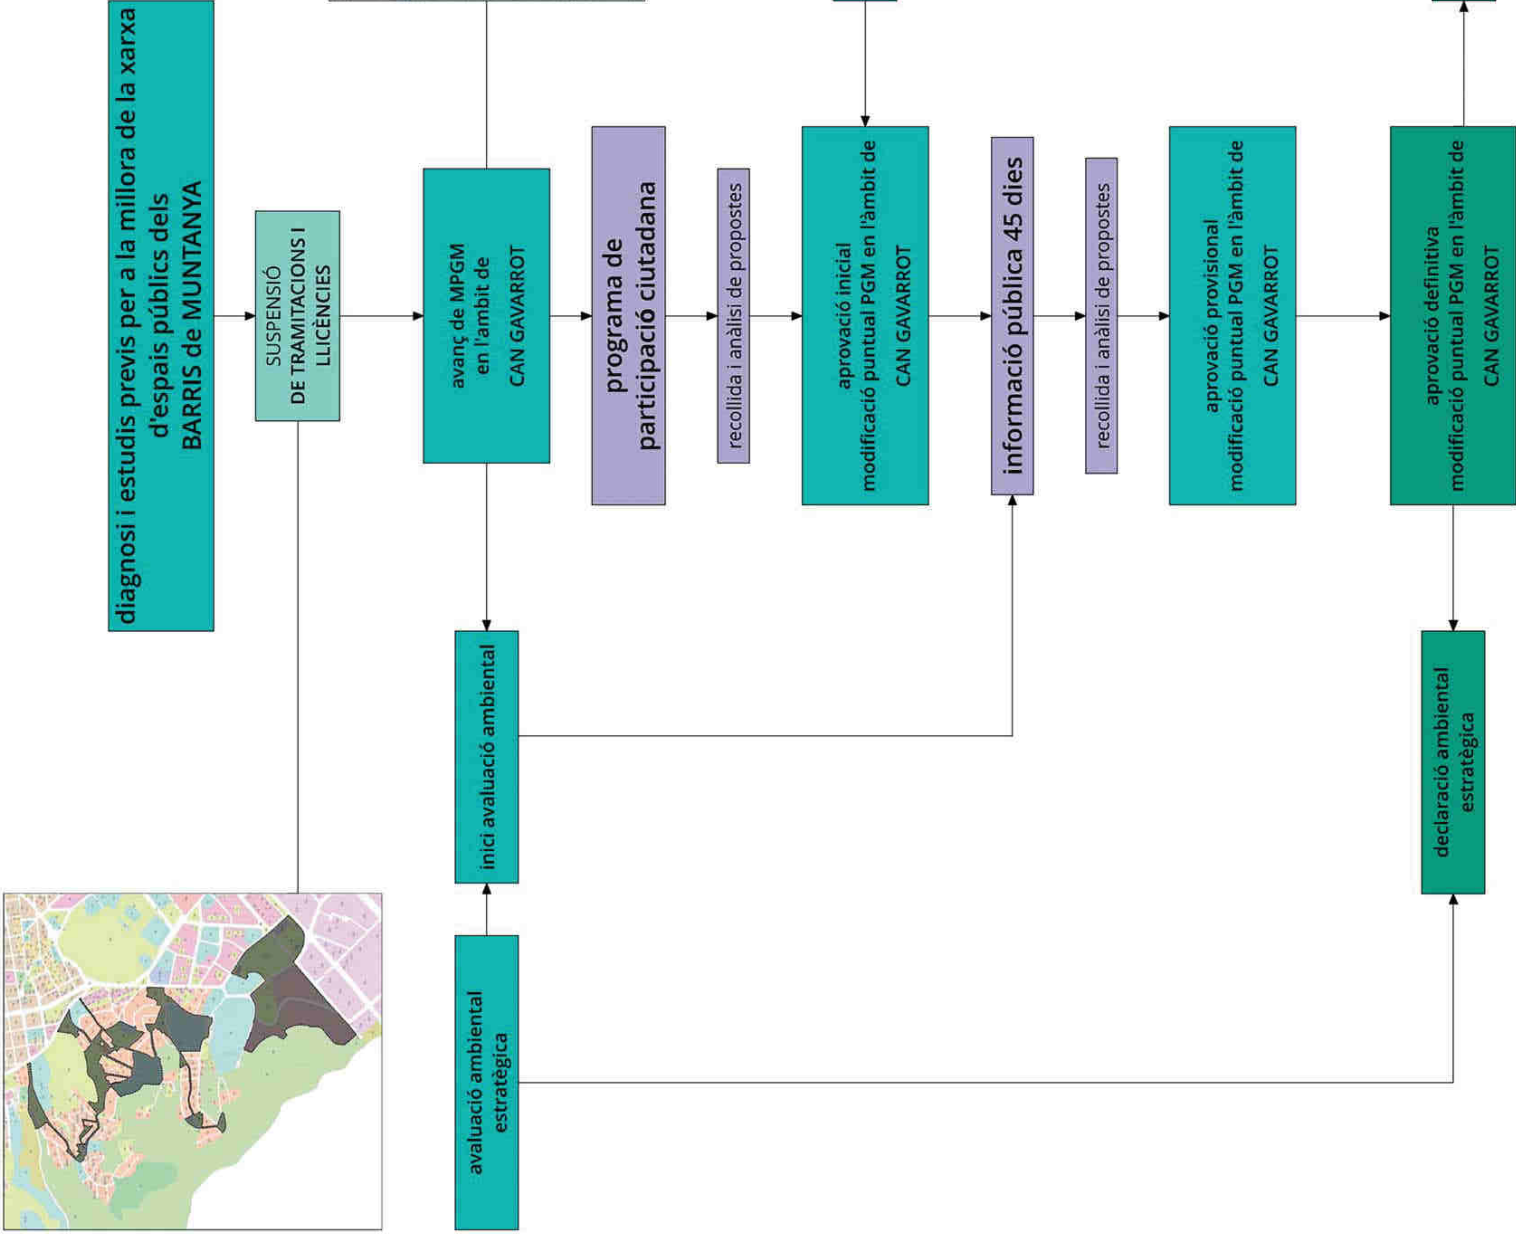 diagnosi i estudis previs per a la millora de la xarxa
d'espais públics dels
BARRIS de MUNTANYA
SUSPENSIÓ
DE TRAMITACIONS I
LLICÈNCIES
avanç de MPGM
en l'àmbit de
CAN GAVARROT
programa de
participació ciutadana
recollida i anàlisi de propostes
aprovació inicial
modificació puntual PGM en l'àmbit de
CAN GAVARROT
informació pública 45 dies
recollida i anàlisi de propostes
aprovació provisional
modificació puntual PGM en l'àmbit de
CAN GAVARROT
aprovació definitiva
modificació puntual PGM en l'àmbit de
CAN GAVARROT
inici avaluació ambiental
declaració ambiental
estratègica
avaluació ambiental
estratègica